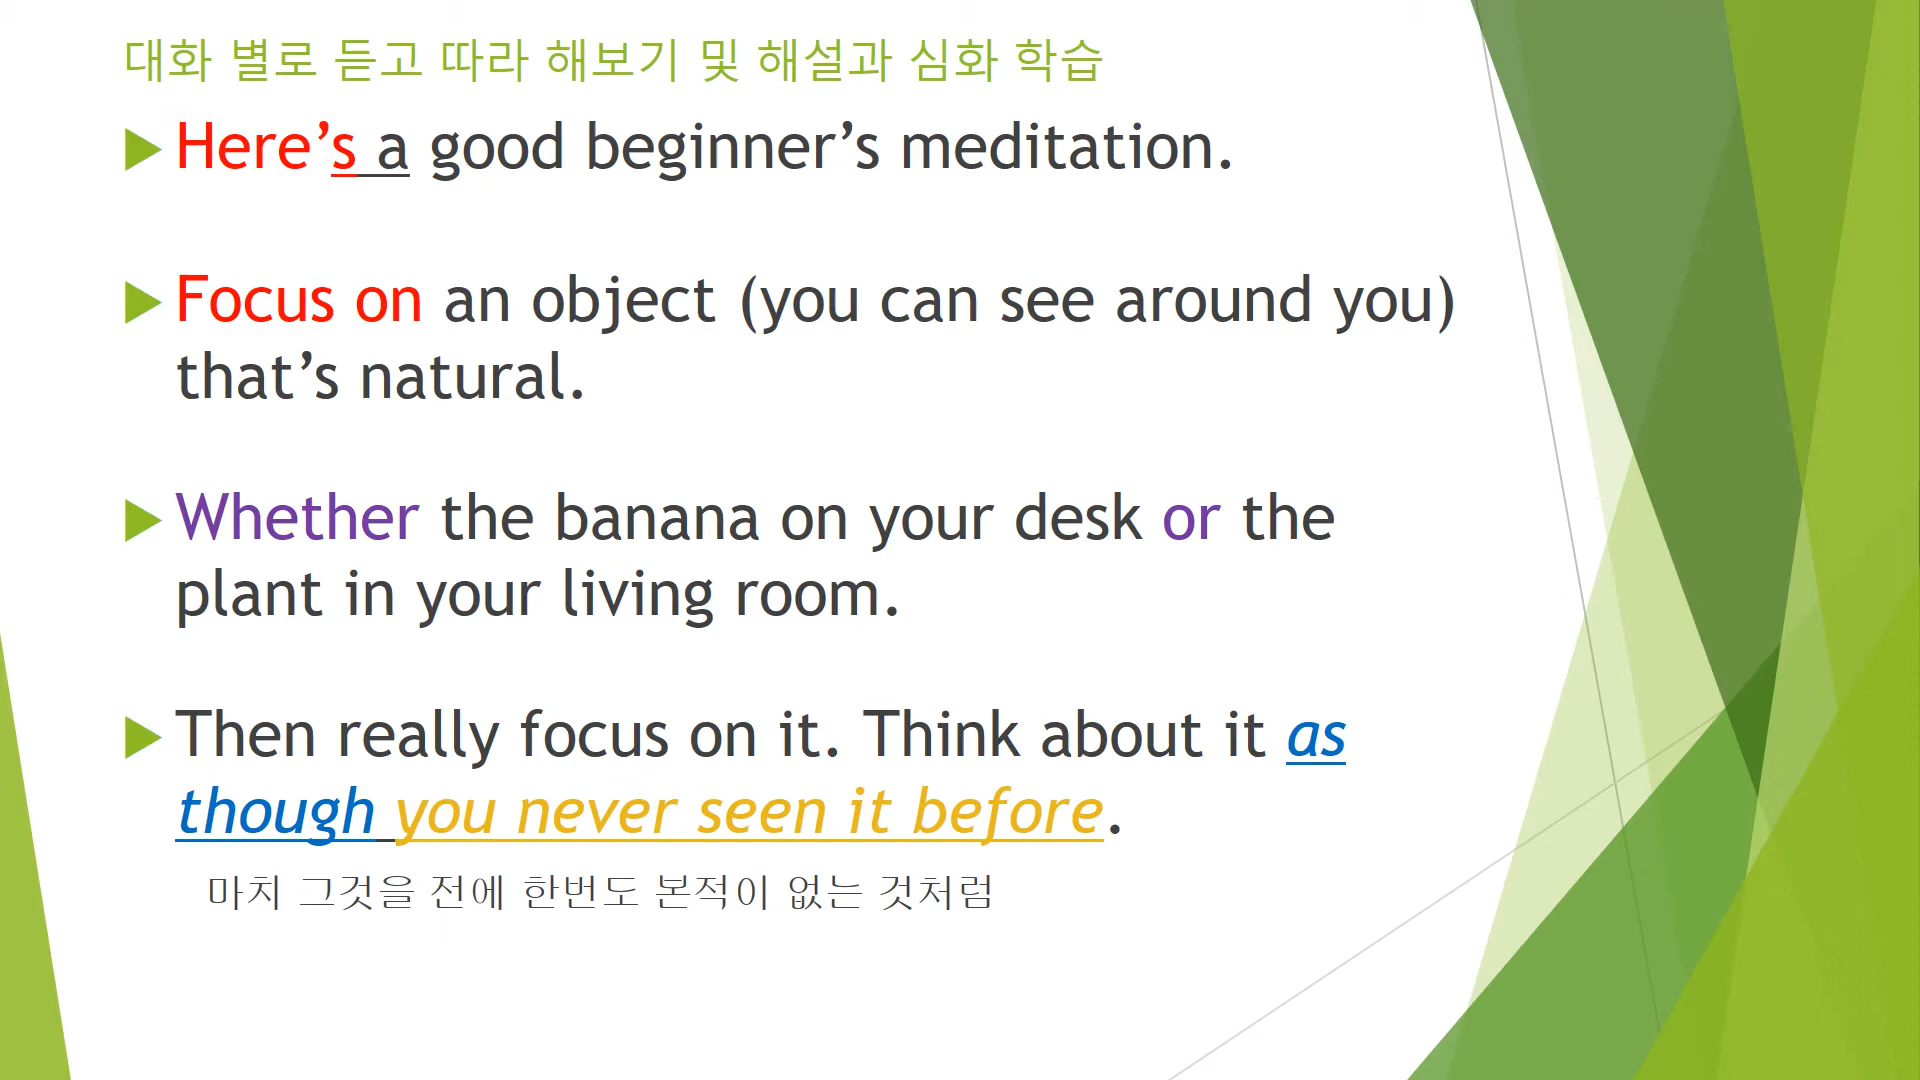 대화 별로 듣고 따라 해보기 및 해설과 심화 학습
Here’s a good beginner’s meditation.
Focus on an object (you can see around you)
that’s natural.
Whether the banana on your desk or the
plant in your living room.
Then really focus on it. Think about it as
though you never seen it before.
마치 그것을 전에 한번도 본적이 없는 것처럼